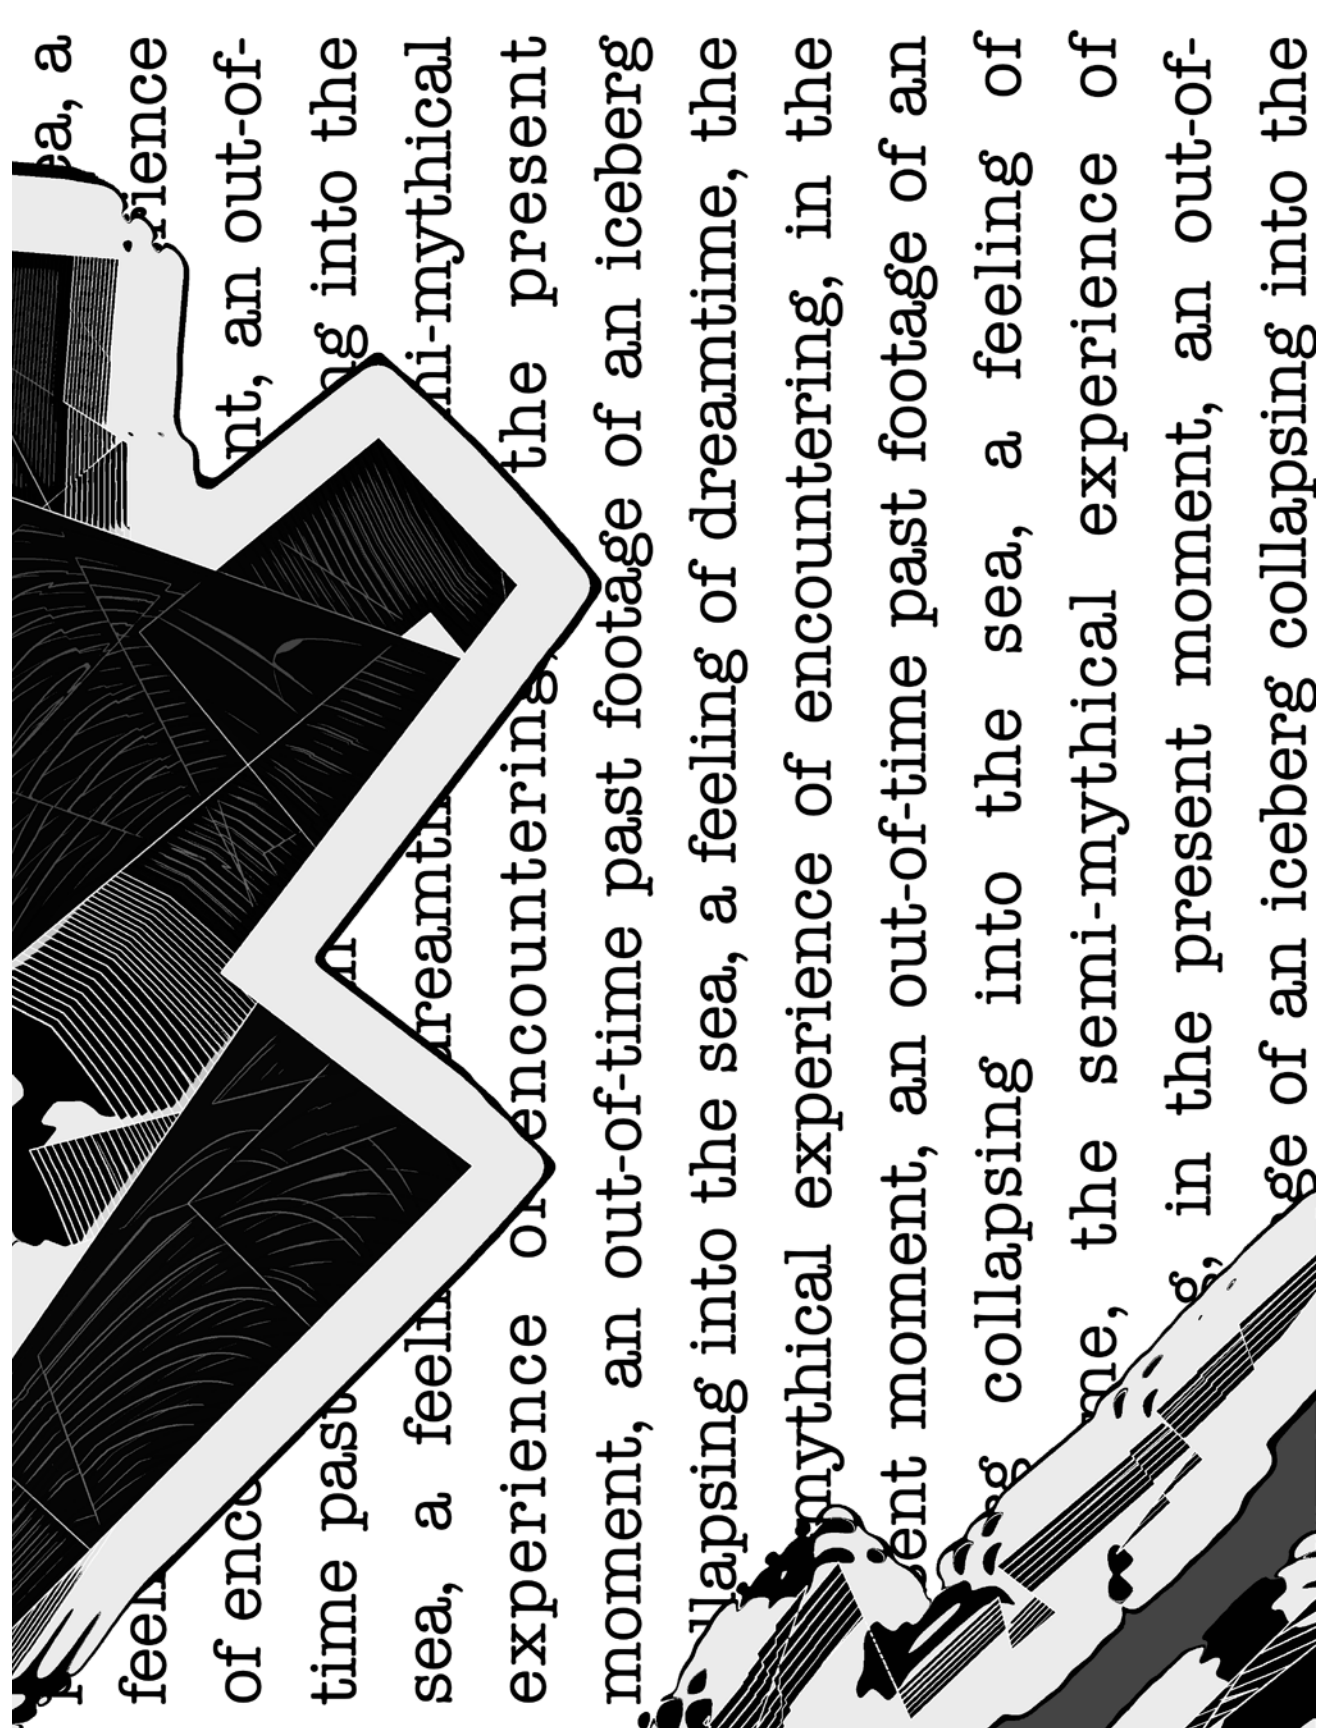 ea, a
feel rience
of enc nt, an out-of-
time past ng into the
sea, a feelin dreamti mi-mythical
experience of encountering, the present
moment, an out-of-time past footage of an iceberg
llapsing into the sea, a feeling of dreamtime, the
mythical experience of encountering, in the
ent moment, an out-of-time past footage of an
g collapsing into the sea, a feeling of
me, the semi-mythical experience of
g, in the present moment, an out-of-
ge of an iceberg collapsing into the